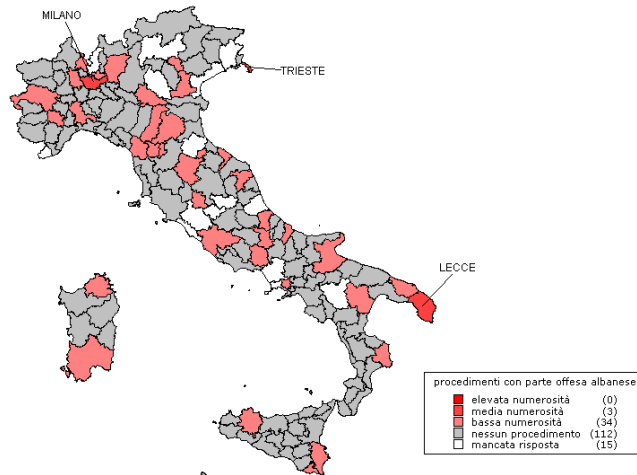 MILANO
TRIESTE
LECCE
procedimenti con parte offesa albanese
elevata numerosità (0)
media numerosità (3)
bassa numerosità (34)
nessun procedimento (112)
mancata risposta (15)